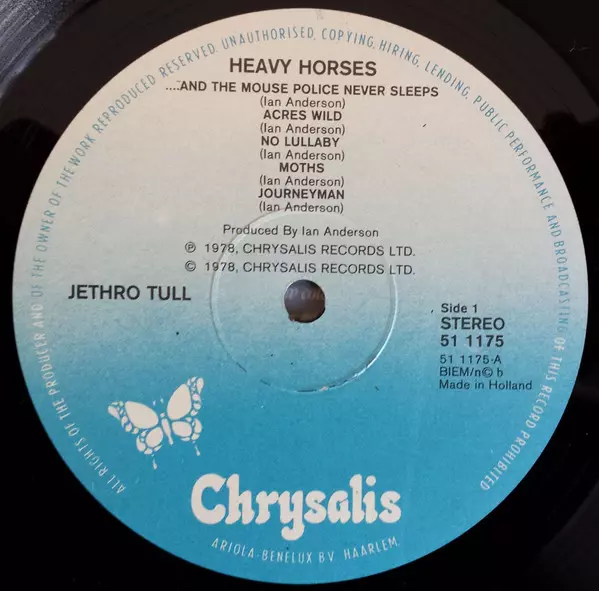 ALL RIGHTS OF THE PRODUCER AND OF THE OWNER OF THE WORK REPRODUCED RESERVED. UNAUTHORISED, COPYING, HIRING, LENDING, PUBLIC PERFORMANCE AND BROADCASTING OF THIS RECORD PROHIBITED
HEAVY HORSES
....AND THE MOUSE POLICE NEVER SLEEPS
(Ian Anderson)
ACRES WILD
(Ian Anderson)
NO LULLABY
(Ian Anderson)
MOTHS
(Ian Anderson)
JOURNEYMAN
(Ian Anderson)
Produced By Ian Anderson
℗ 1978, CHRYSALIS RECORDS LTD.
© 1978, CHRYSALIS RECORDS LTD.
JETHRO TULL
Side 1
STEREO
51 1175
51 1175-A
BIEM/n© b
Made in Holland
Chrysalis
ARIOLA-BENELUX B.V. HAARLEM.